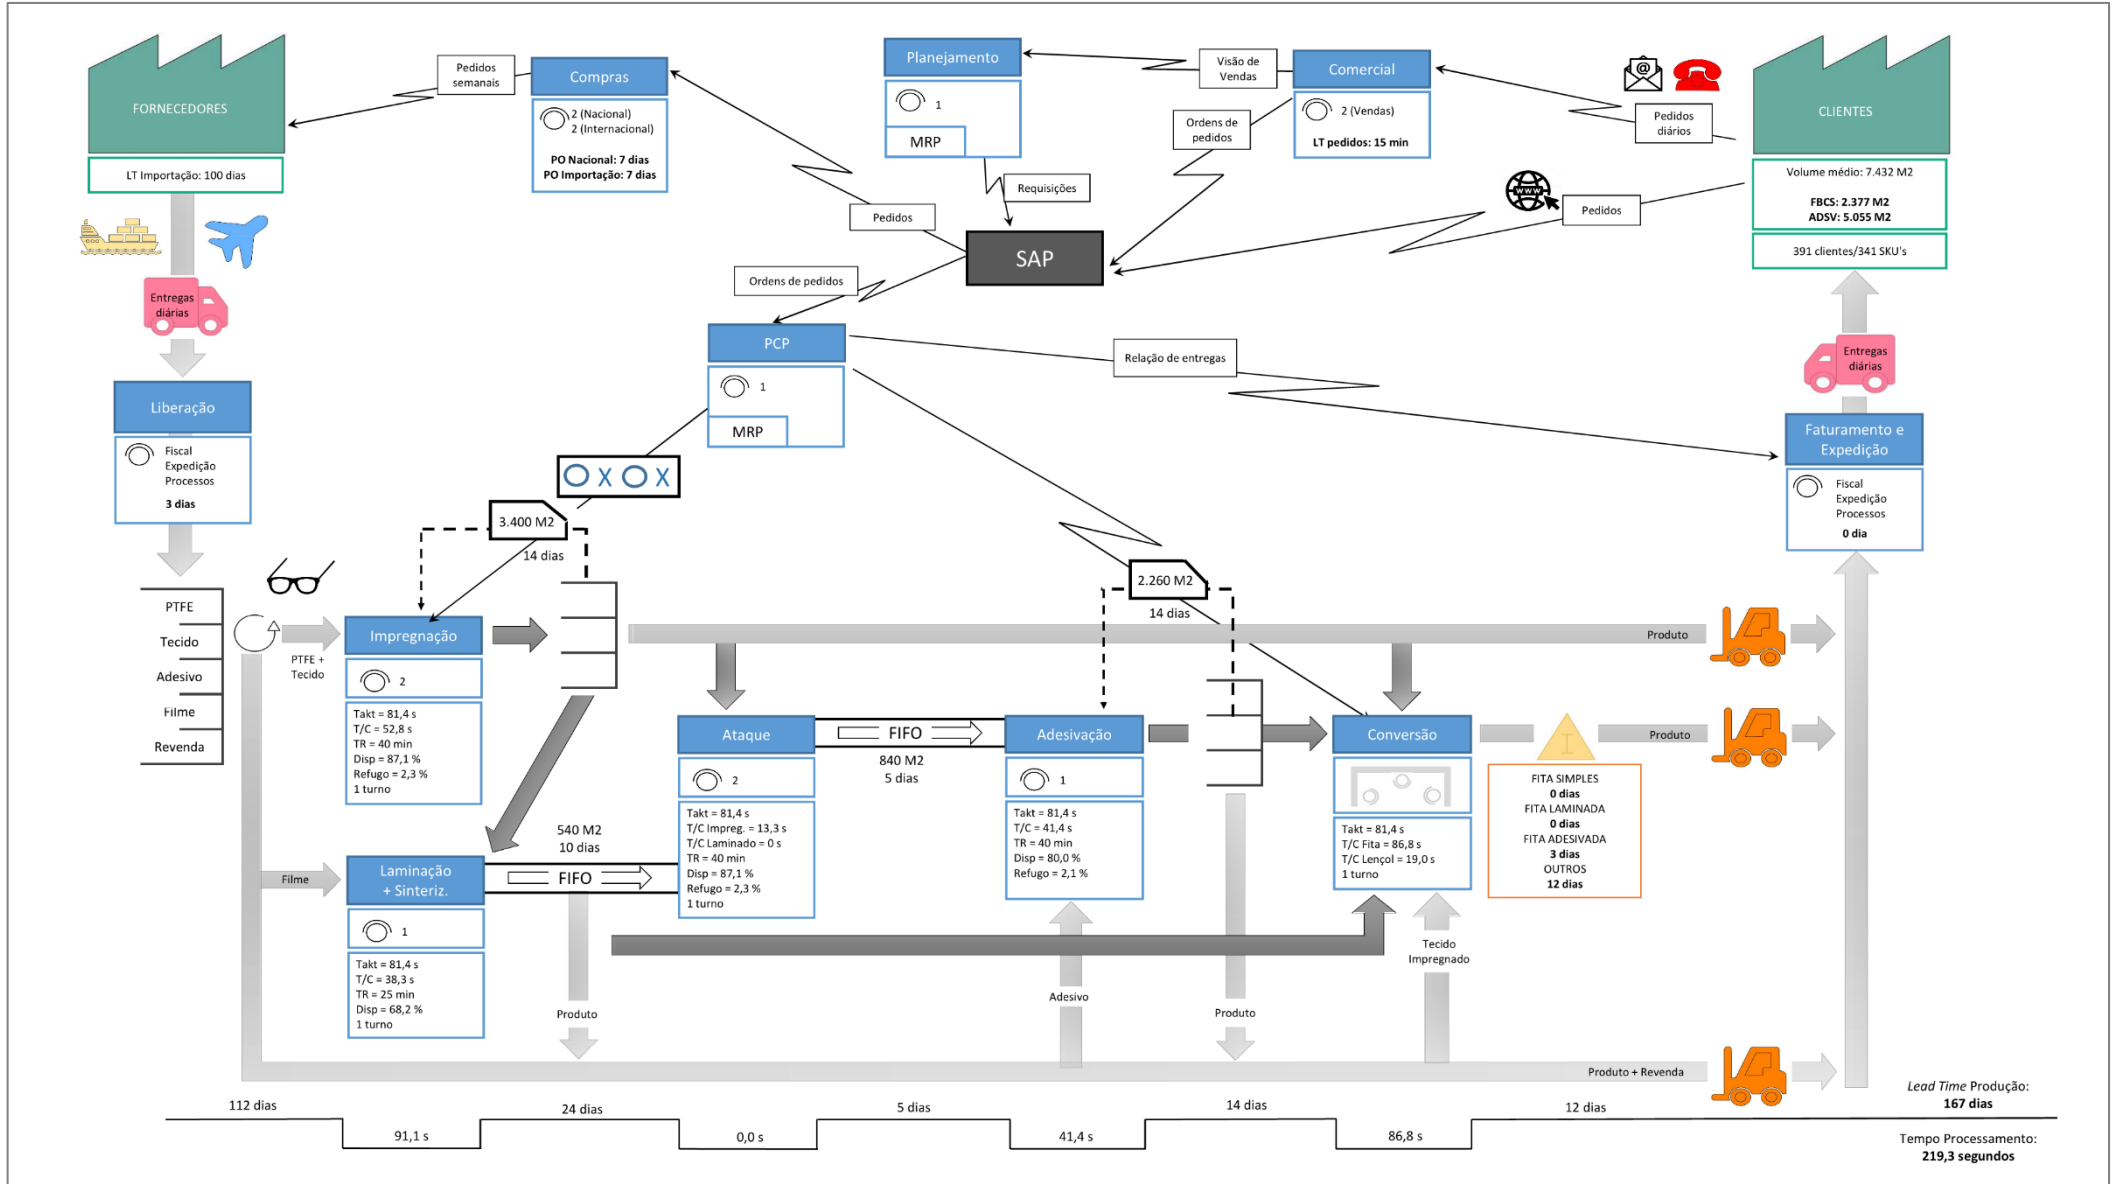 FORNECEDORES
LT Importação: 100 dias
Entregas
diárias
Pedidos
semanais
Compras
2 (Nacional)
2 (Internacional)
PO Nacional: 7 dias
PO Importação: 7 dias
Pedidos
Planejamento
1
MRP
Requisições
Visão de
Vendas
Comercial
2 (Vendas)
LT pedidos: 15 min
Ordens de
pedidos
@
Pedidos
diários
CLIENTES
Volume médio: 7.432 M2
FBCS: 2.377 M2
ADSV: 5.055 M2
391 clientes/341 SKU's
WWW
Pedidos
SAP
Ordens de pedidos
PCP
1
MRP
Relação de entregas
Entregas
diárias
Faturamento e
Expedição
Fiscal
Expedição
Processos
0 dia
Liberação
Fiscal
Expedição
Processos
3 dias
O X O X
3.400 M2
14 dias
2.260 M2
14 dias
PTFE
Tecido
Adesivo
Filme
Revenda
PTFE +
Tecido
Impregnação
2
Takt = 81,4 s
T/C = 52,8 s
TR = 40 min
Disp = 87,1 %
Refugo = 2,3 %
1 turno
Produto
Filme
Laminação
+ Sinteriz.
1
Takt = 81,4 s
T/C = 38,3 s
TR = 25 min
Disp = 68,2 %
1 turno
540 M2
10 dias
FIFO
Produto
Ataque
2
Takt = 81,4 s
T/C Impreg. = 13,3 s
T/C Laminado = 0 s
TR = 40 min
Disp = 87,1 %
Refugo = 2,3 %
1 turno
FIFO
840 M2
5 dias
Adesivação
1
Takt = 81,4 s
T/C = 41,4 s
TR = 40 min
Disp = 80,0 %
Refugo = 2,1 %
Adesivo
Produto
Conversão
Takt = 81,4 s
T/C Fita = 86,8 s
T/C Lençol = 19,0 s
1 turno
Tecido
Impregnado
I
Produto
FITA SIMPLES
0 dias
FITA LAMINADA
0 dias
FITA ADESIVADA
3 dias
OUTROS
12 dias
Produto + Revenda
112 dias
24 dias
5 dias
14 dias
12 dias
Lead Time Produção:
167 dias
91,1 s
0,0 s
41,4 s
86,8 s
Tempo Processamento:
219,3 segundos